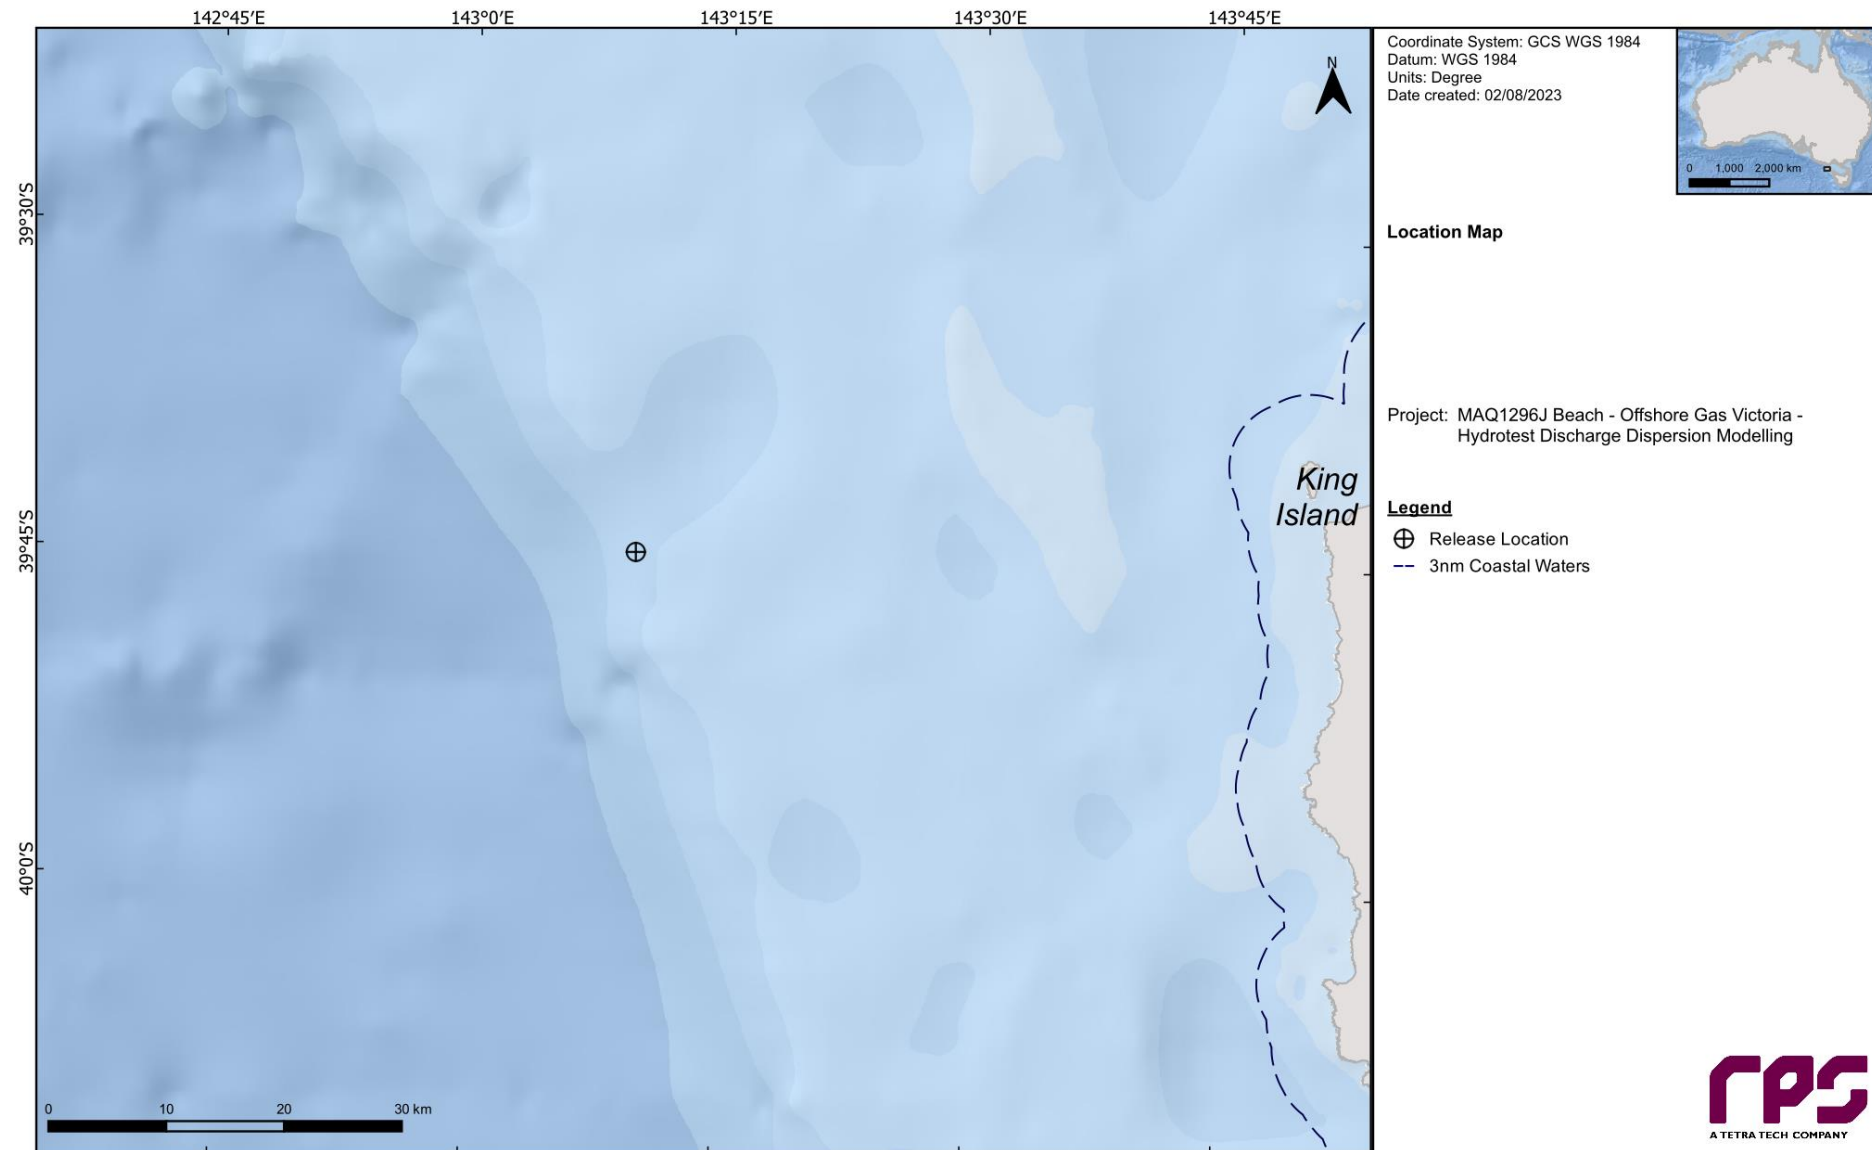 142°45′E 143°0′E 143°15′E 143°30′E 143°45′E
39°30′S
39°45′S
40°0′S
N
King
Island
0 10 20 30 km
Coordinate System: GCS WGS 1984
Datum: WGS 1984
Units: Degree
Date created: 02/08/2023
0 1,000 2,000 km
Location Map
Project: MAQ1296J Beach - Offshore Gas Victoria -
Hydrotest Discharge Dispersion Modelling
Legend
Release Location
3nm Coastal Waters
rps
A TETRA TECH COMPANY